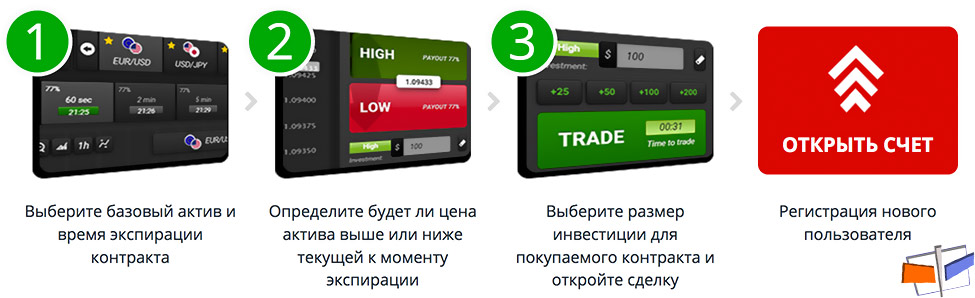 1
EUR/USD
USD/JPY
77%
60 sec
21:25
77%
2 min
21:26
77%
5 min
21:29
1h
EUR/U
Выберите базовый актив и
время экспирации
контракта
2
HIGH
PAYOUT 77%
1.09433
1.09425
LOW
PAYOUT 77%
1.09400
1.09375
1.09350
High
$
100
Investment
Определите будет ли цена
актива выше или ниже
текущей к моменту
экспирации
3
High
$
100
Investment:
+25
+50
+100
+200
TRADE
00:31
Time to trade
Выберите размер
инвестиции для
покупаемого контракта и
откройте сделку
ОТКРЫТЬ СЧЕТ
Регистрация нового
пользователя